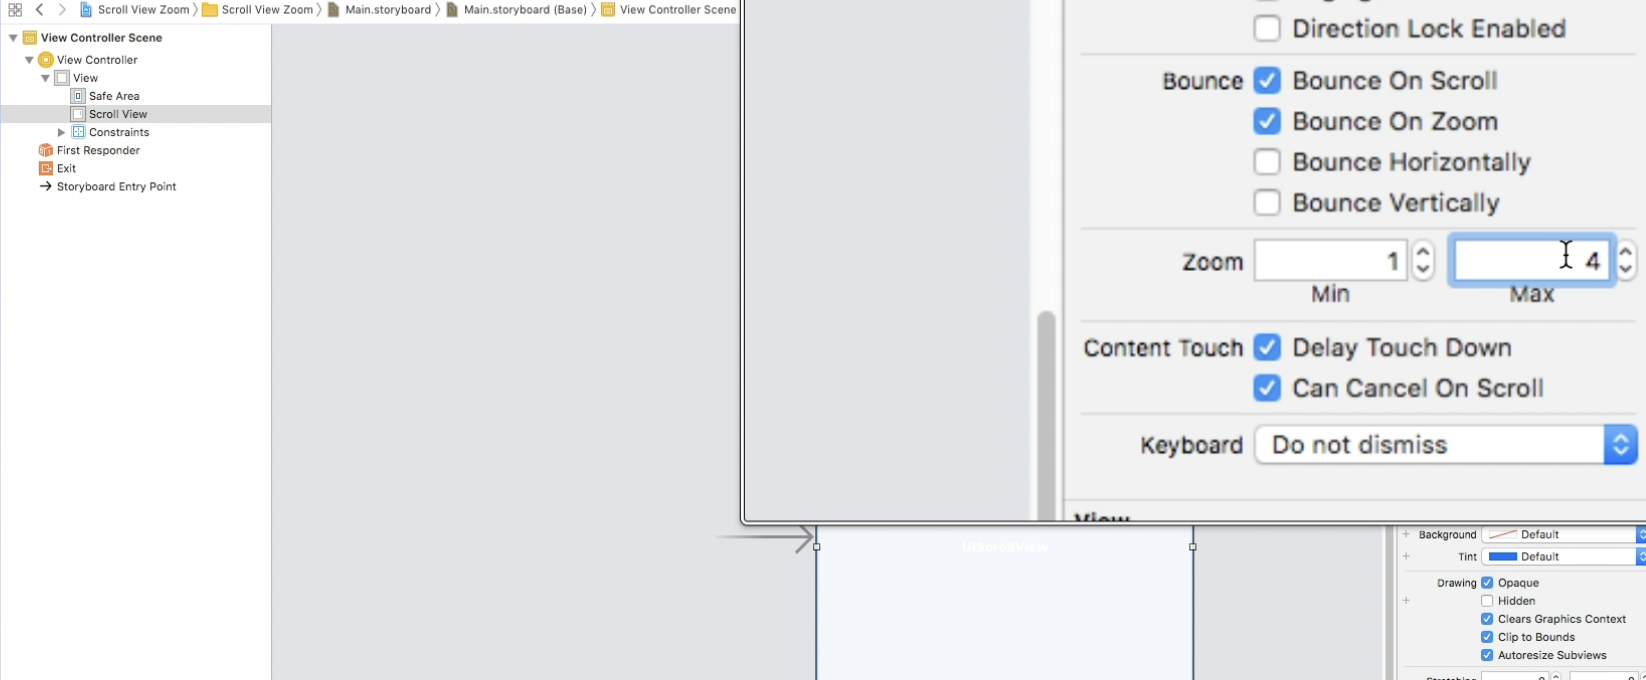 Scroll View Zoom Scroll View Zoom Main.storyboard Main.storyboard (Base) View Controller Scene
View Controller Scene
View Controller
View
Safe Area
Scroll View
Constraints
First Responder
Exit
Storyboard Entry Point
Direction Lock Enabled
Bounce Bounce On Scroll
Bounce On Zoom
Bounce Horizontally
Bounce Vertically
Zoom 1 4
Min Max
Content Touch Delay Touch Down
Can Cancel On Scroll
Keyboard Do not dismiss
View
UIScrollView
Background Default
Tint Default
Drawing Opaque
Hidden
Clears Graphics Context
Clip to Bounds
Autoresize Subviews
Stretching 0 0